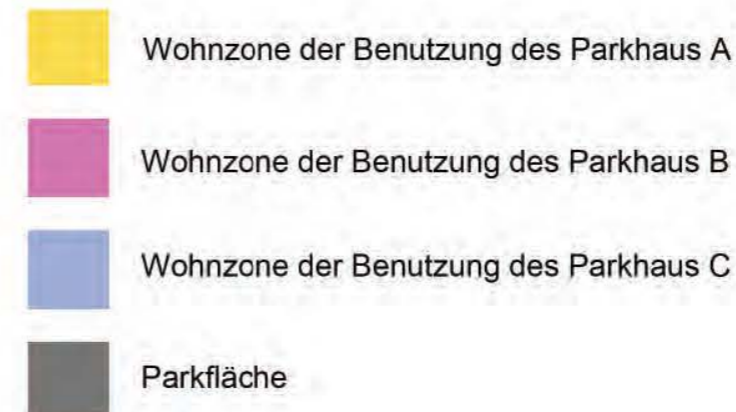 Wohnzone der Benutzung des Parkhaus A
Wohnzone der Benutzung des Parkhaus B
Wohnzone der Benutzung des Parkhaus C
Parkfläche